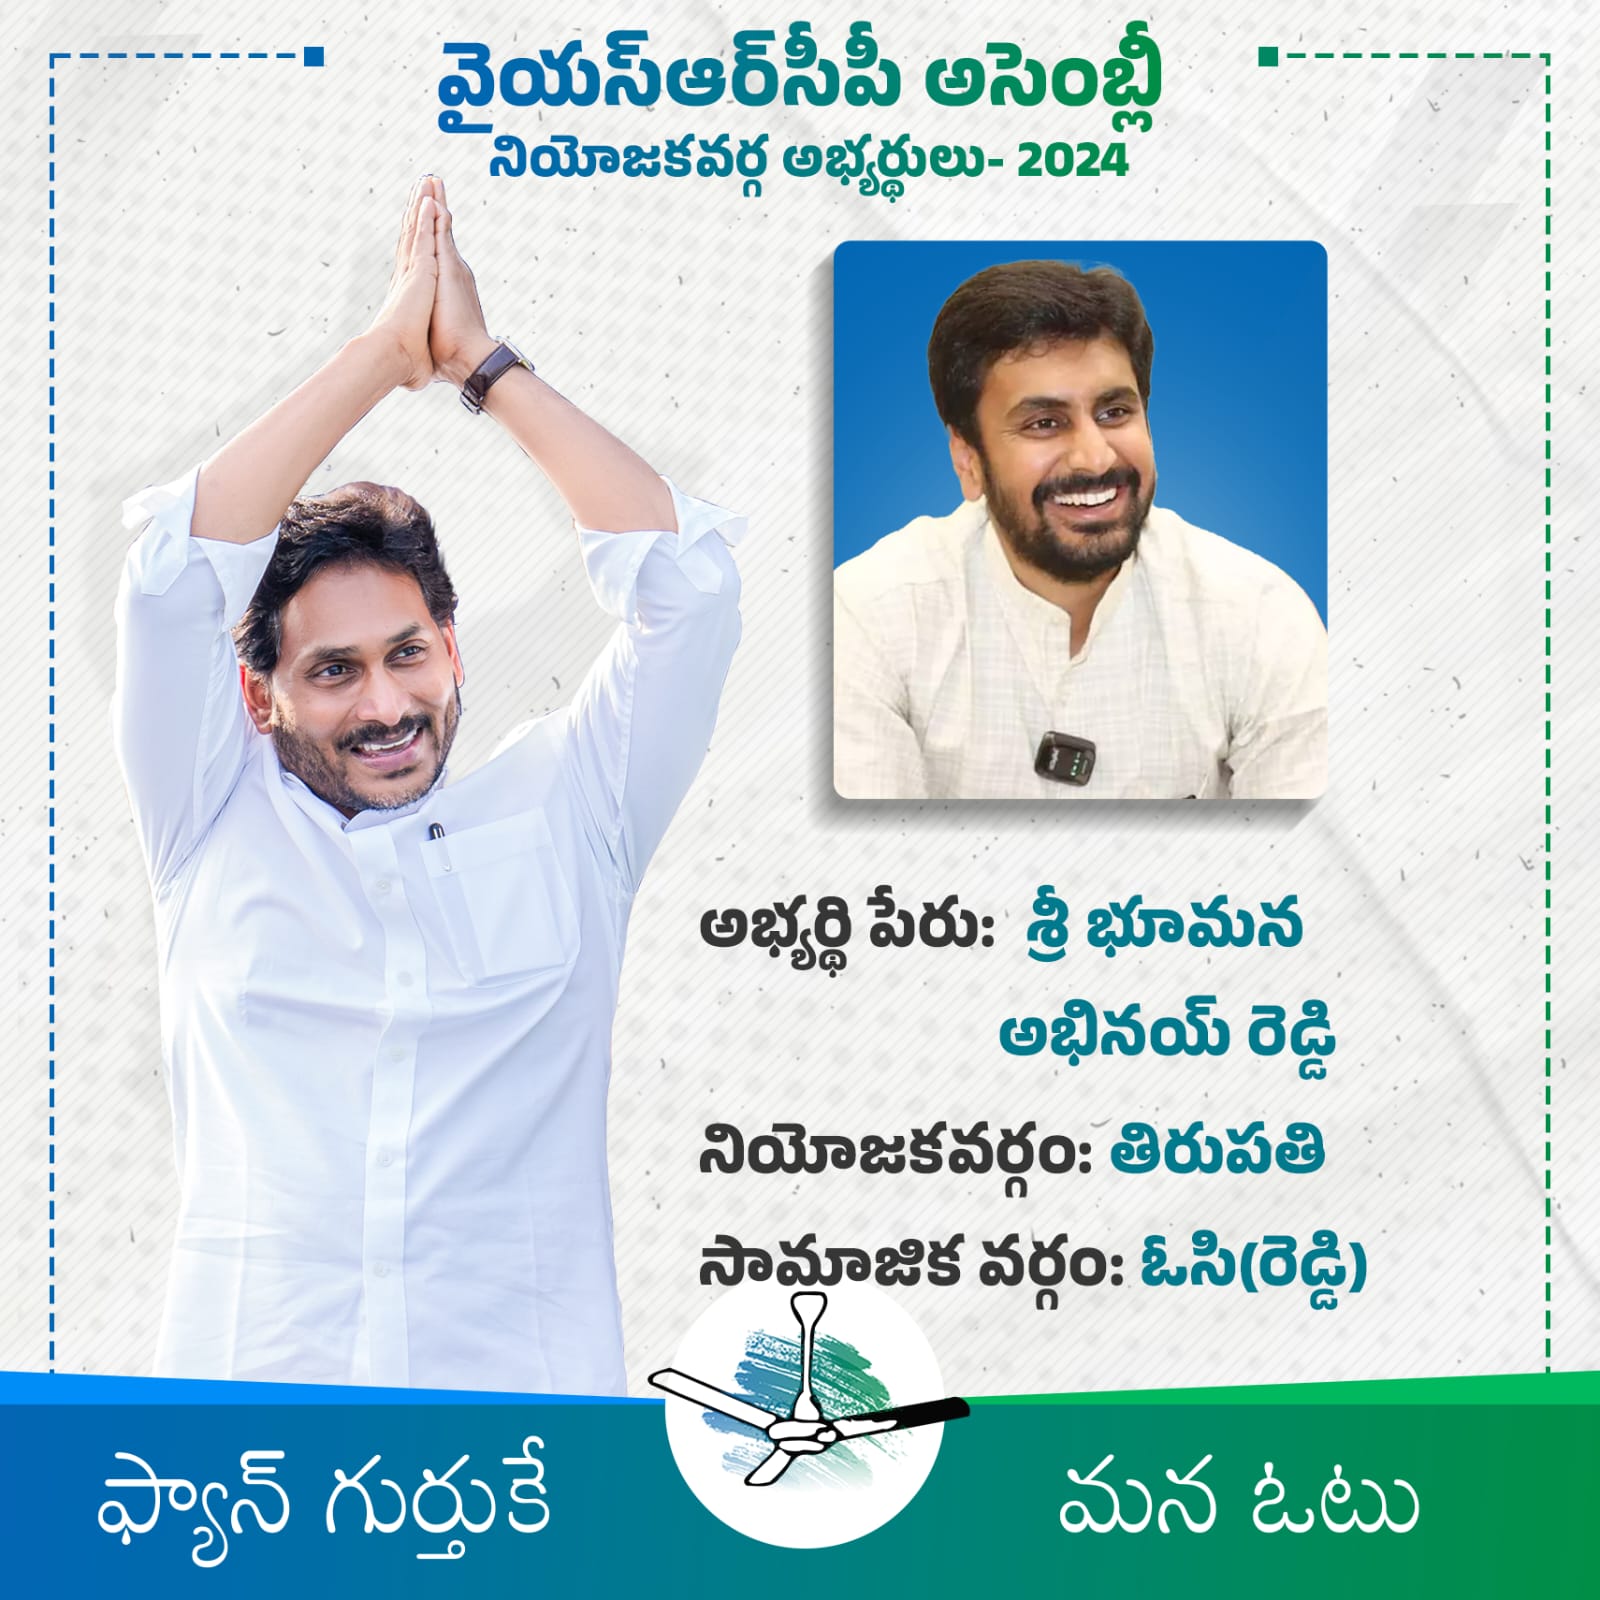 వైయస్ఆర్‌సీపీ అసెంబ్లీ
నియోజకవర్గ అభ్యర్థులు- 2024
అభ్యర్థి పేరు: శ్రీ భూమన
అభినయ్ రెడ్డి
నియోజకవర్గం: తిరుపతి
సామాజిక వర్గం: ఓసి(రెడ్డి)
ఫ్యాన్ గుర్తుకే మన ఓటు